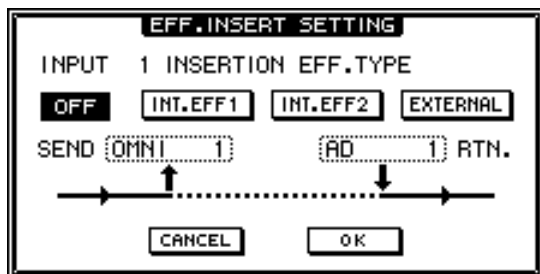 EFF.INSERT SETTING
INPUT 1 INSERTION EFF.TYPE
OFF INT.EFF1 INT.EFF2 EXTERNAL
SEND OMNI 1 AD 1 RTN.
CANCEL OK